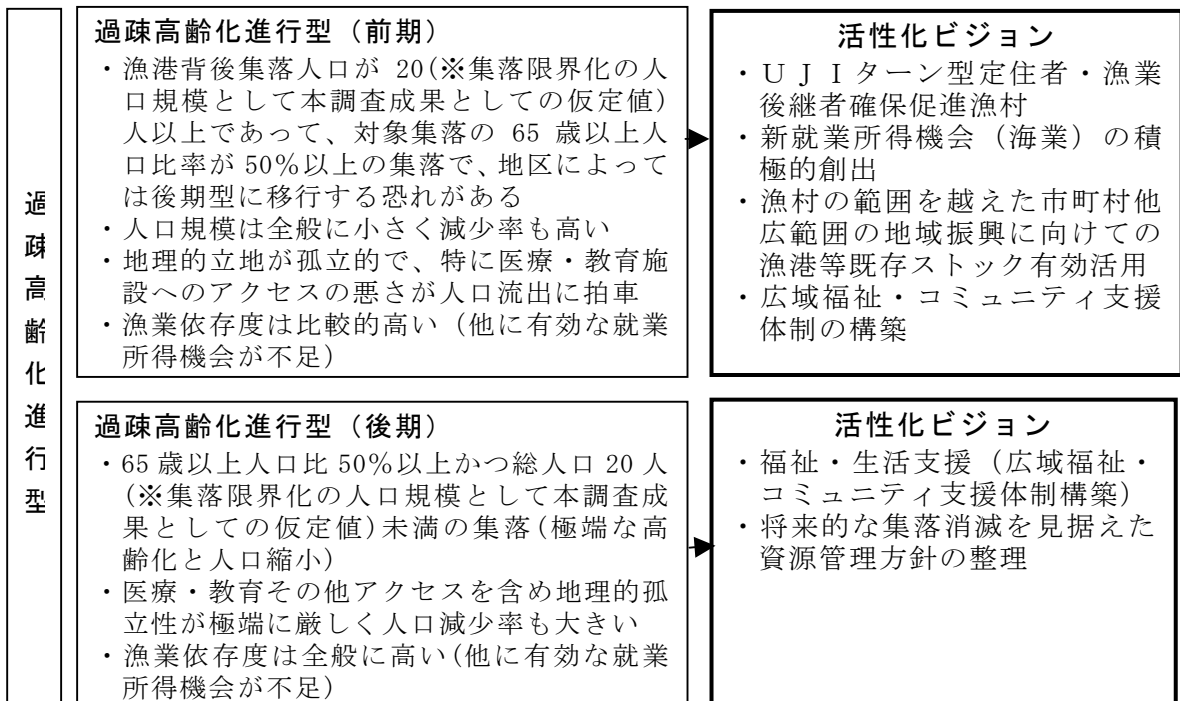 過疎高齢化進行型
過疎高齢化進行型（前期）
・漁港背後集落人口が 20(※集落限界化の人
口規模として本調査成果としての仮定値)
人以上であって、対象集落の 65 歳以上人
口比率が 50％以上の集落で、地区によって
は後期型に移行する恐れがある
・人口規模は全般に小さく減少率も高い
・地理的立地が孤立的で、特に医療・教育施
設へのアクセスの悪さが人口流出に拍車
・漁業依存度は比較的高い（他に有効な就業
所得機会が不足）
活性化ビジョン
・ＵＪＩターン型定住者・漁業
後継者確保促進漁村
・新就業所得機会（海業）の積
極的創出
・漁村の範囲を越えた市町村他
広範囲の地域振興に向けての
漁港等既存ストック有効活用
・広域福祉・コミュニティ支援
体制の構築
過疎高齢化進行型（後期）
・65 歳以上人口比 50％以上かつ総人口 20 人
(※集落限界化の人口規模として本調査成
果としての仮定値)未満の集落(極端な高
齢化と人口縮小)
・医療・教育その他アクセスを含め地理的孤
立性が極端に厳しく人口減少率も大きい
・漁業依存度は全般に高い(他に有効な就業
所得機会が不足)
活性化ビジョン
・福祉・生活支援（広域福祉・
コミュニティ支援体制構築）
・将来的な集落消滅を見据えた
資源管理方針の整理